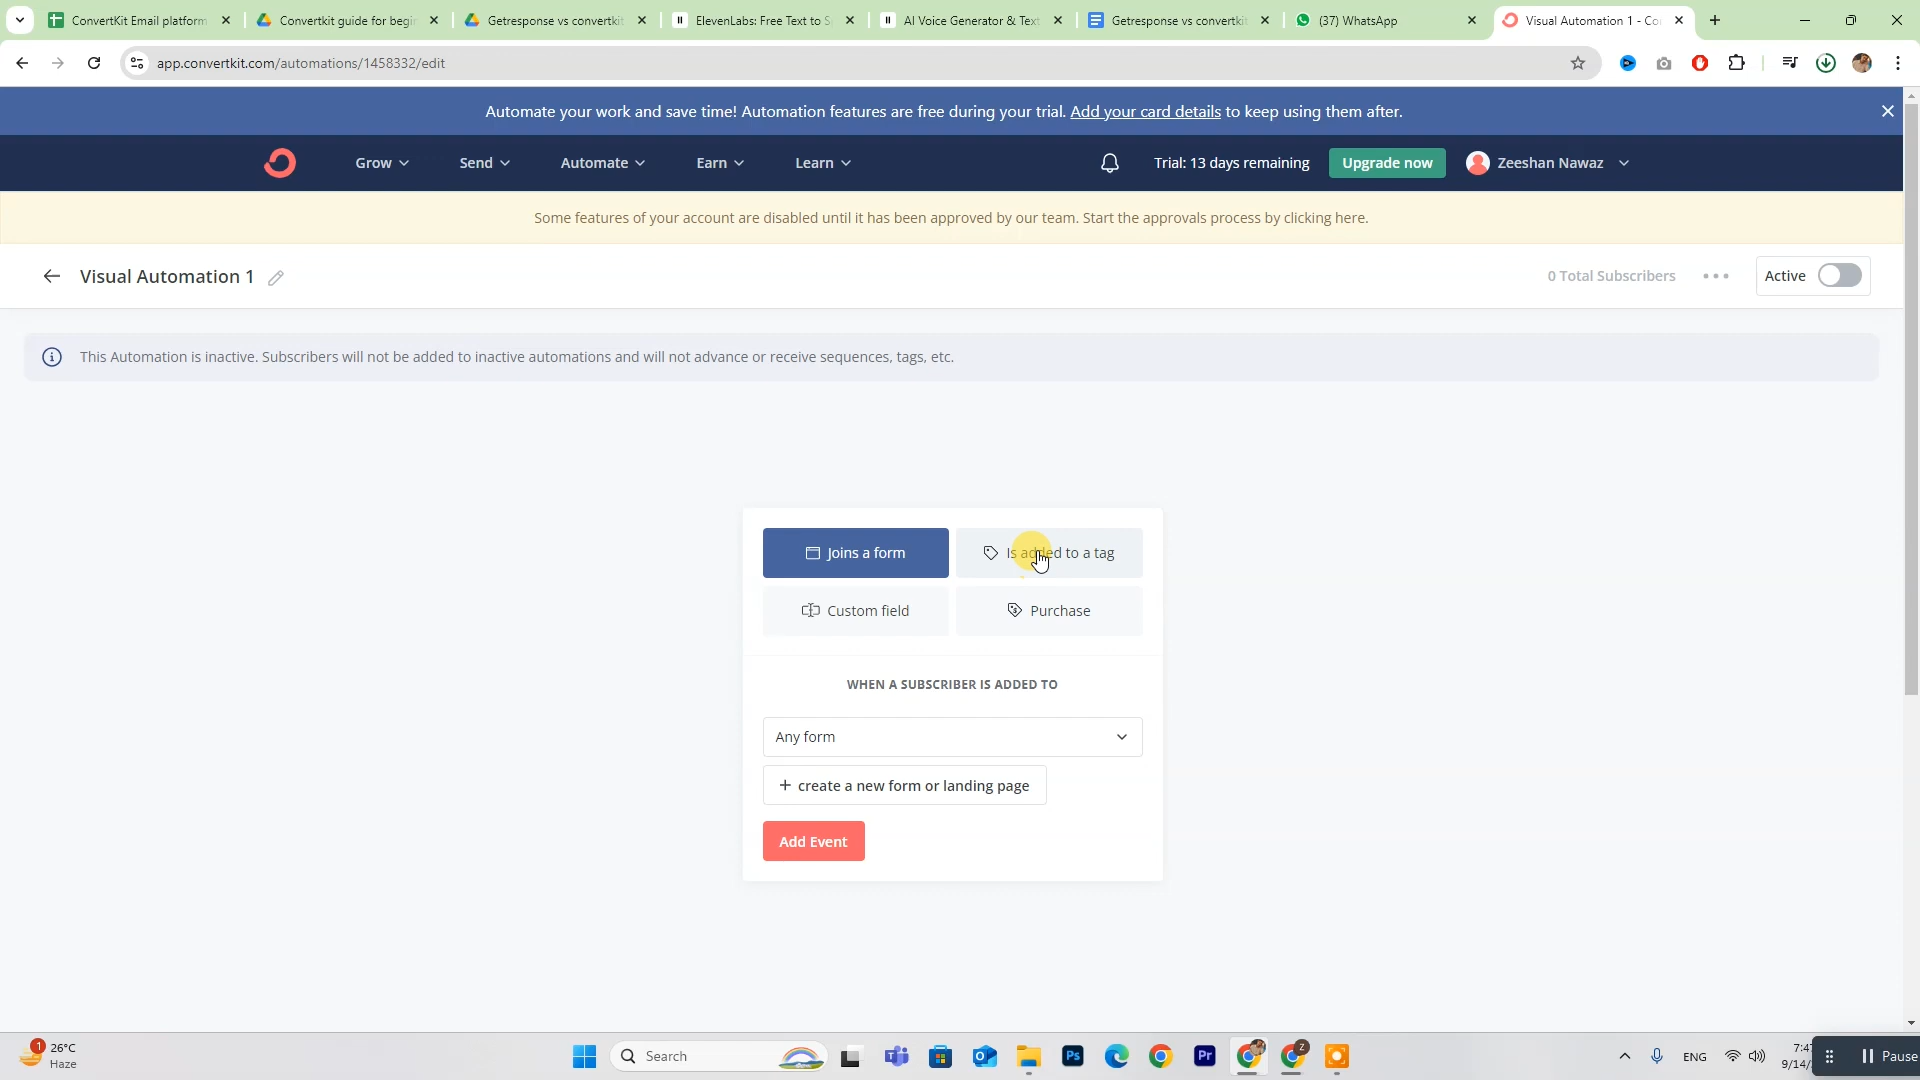 ConvertKit Email platform
Convertkit guide for begi
Getresponse vs convertkit
ElevenLabs: Free Text to S
AI Voice Generator & Text
Getresponse vs convertkit
(37) WhatsApp
Visual Automation 1 - Co
app.convertkit.com/automations/1458332/edit
Automate your work and save time! Automation features are free during your trial. Add your card details to keep using them after.
Grow
Send
Automate
Earn
Learn
Trial: 13 days remaining
Upgrade now
Zeeshan Nawaz
Some features of your account are disabled until it has been approved by our team. Start the approvals process by clicking here.
Visual Automation 1
0 Total Subscribers
Active
This Automation is inactive. Subscribers will not be added to inactive automations and will not advance or receive sequences, tags, etc.
Joins a form
Is added to a tag
Custom field
Purchase
WHEN A SUBSCRIBER IS ADDED TO
Any form
+ create a new form or landing page
Add Event
1
26°C
Haze
Search
Ps
Pr
Z
ENG
7:47
9/14/
Pause